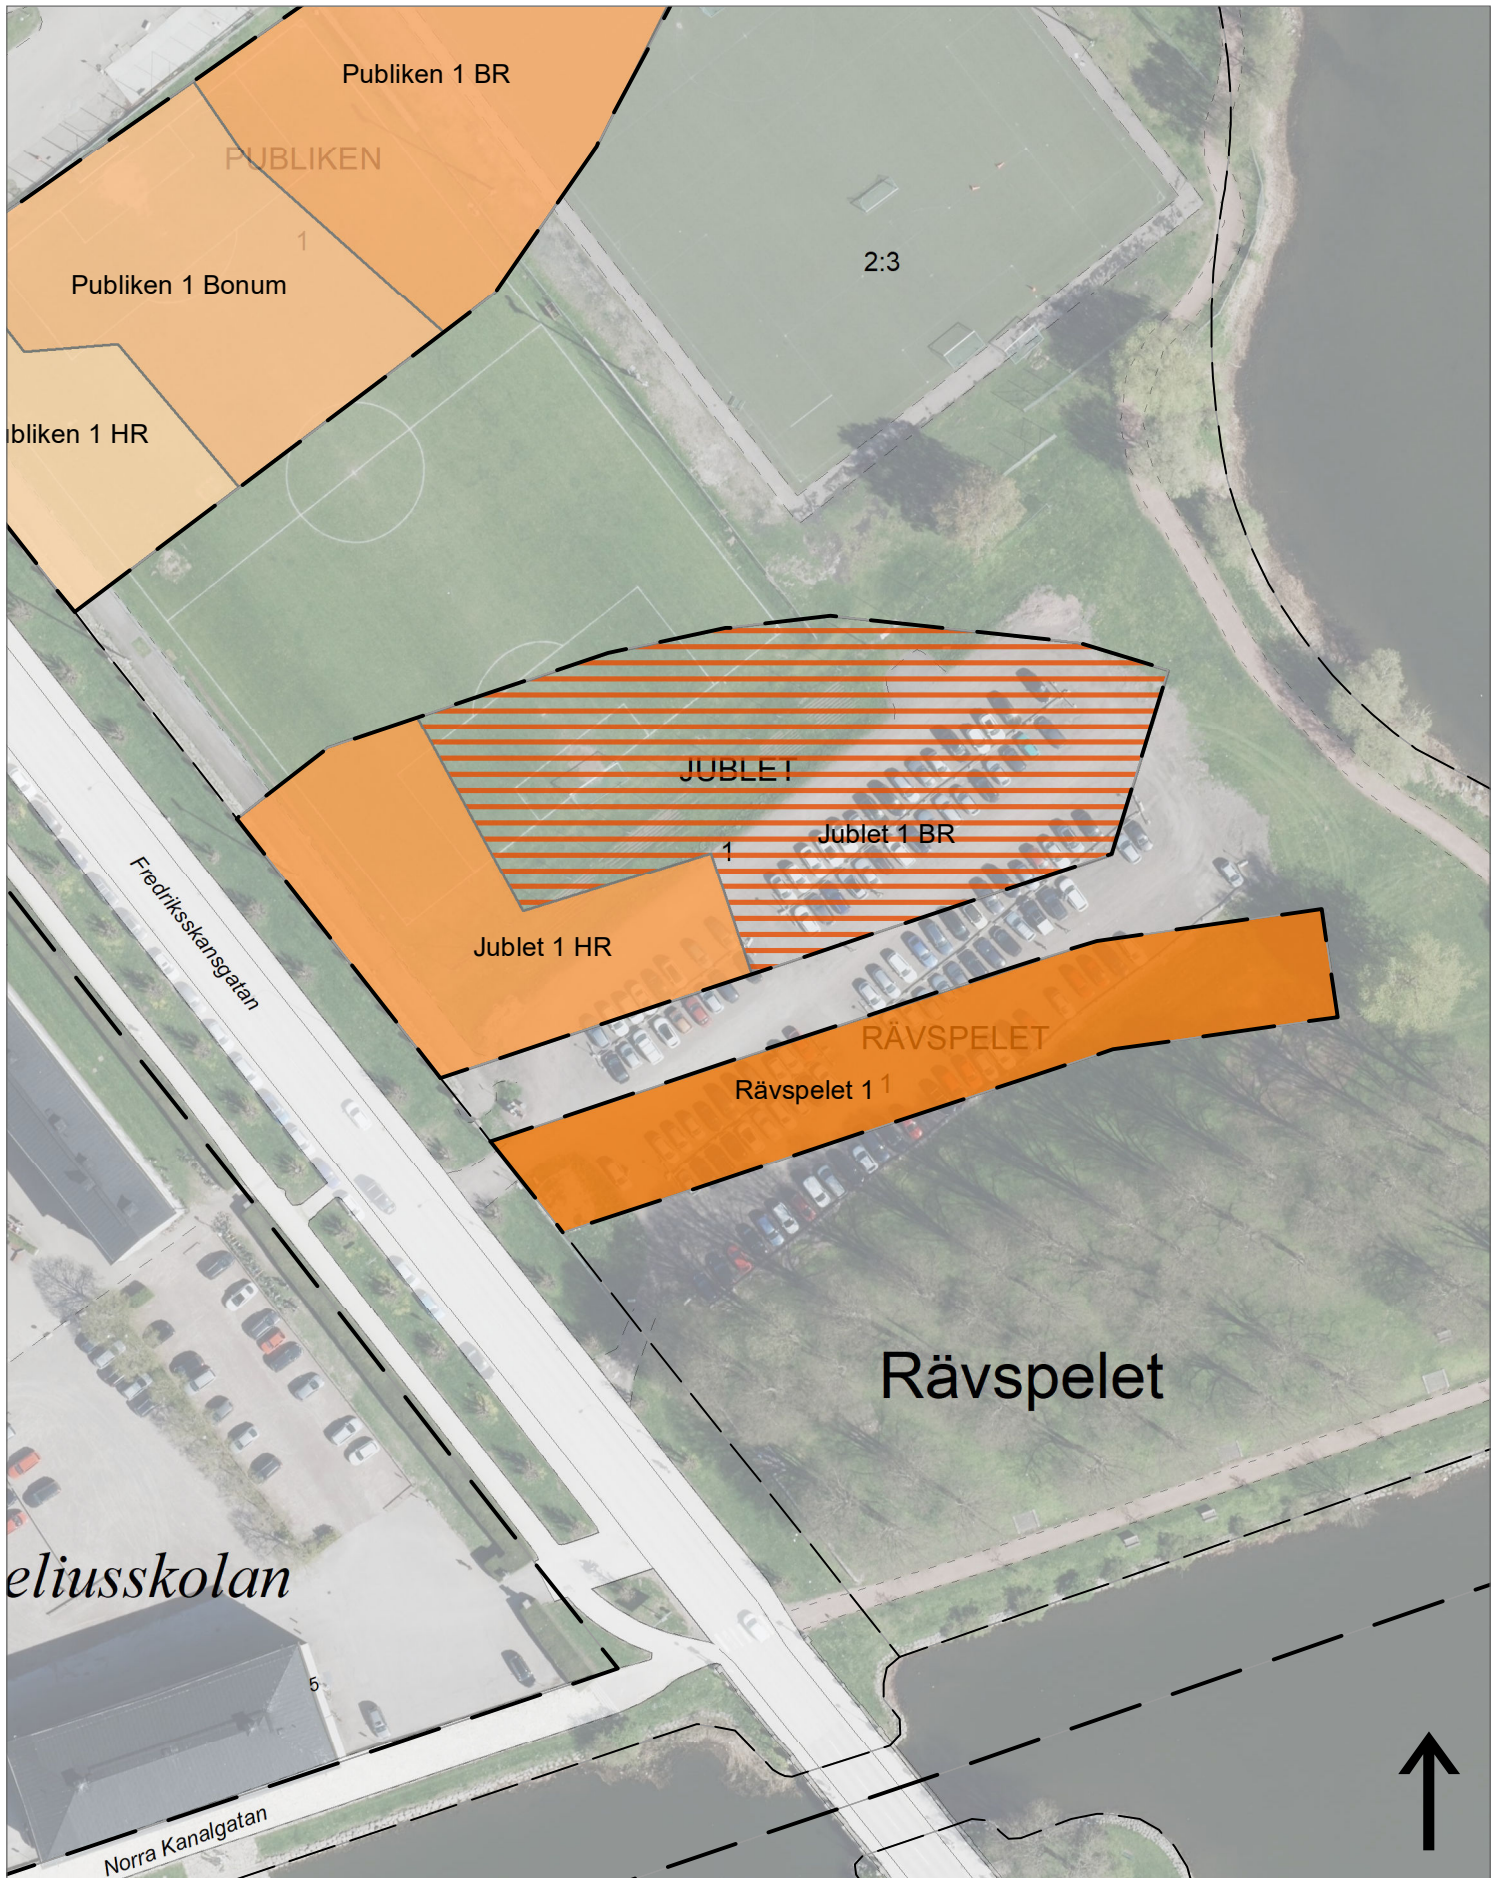 Publiken 1 BR
PUBLIKEN
1
2:3
Publiken 1 Bonum
ubliken 1 HR
JUBLET
Jublet 1 BR
1
Fredriksskansgatan
Jublet 1 HR
RÄVSPELET
Rävspelet 1
1
Rävspelet
eliusskolan
5
Norra Kanalgatan